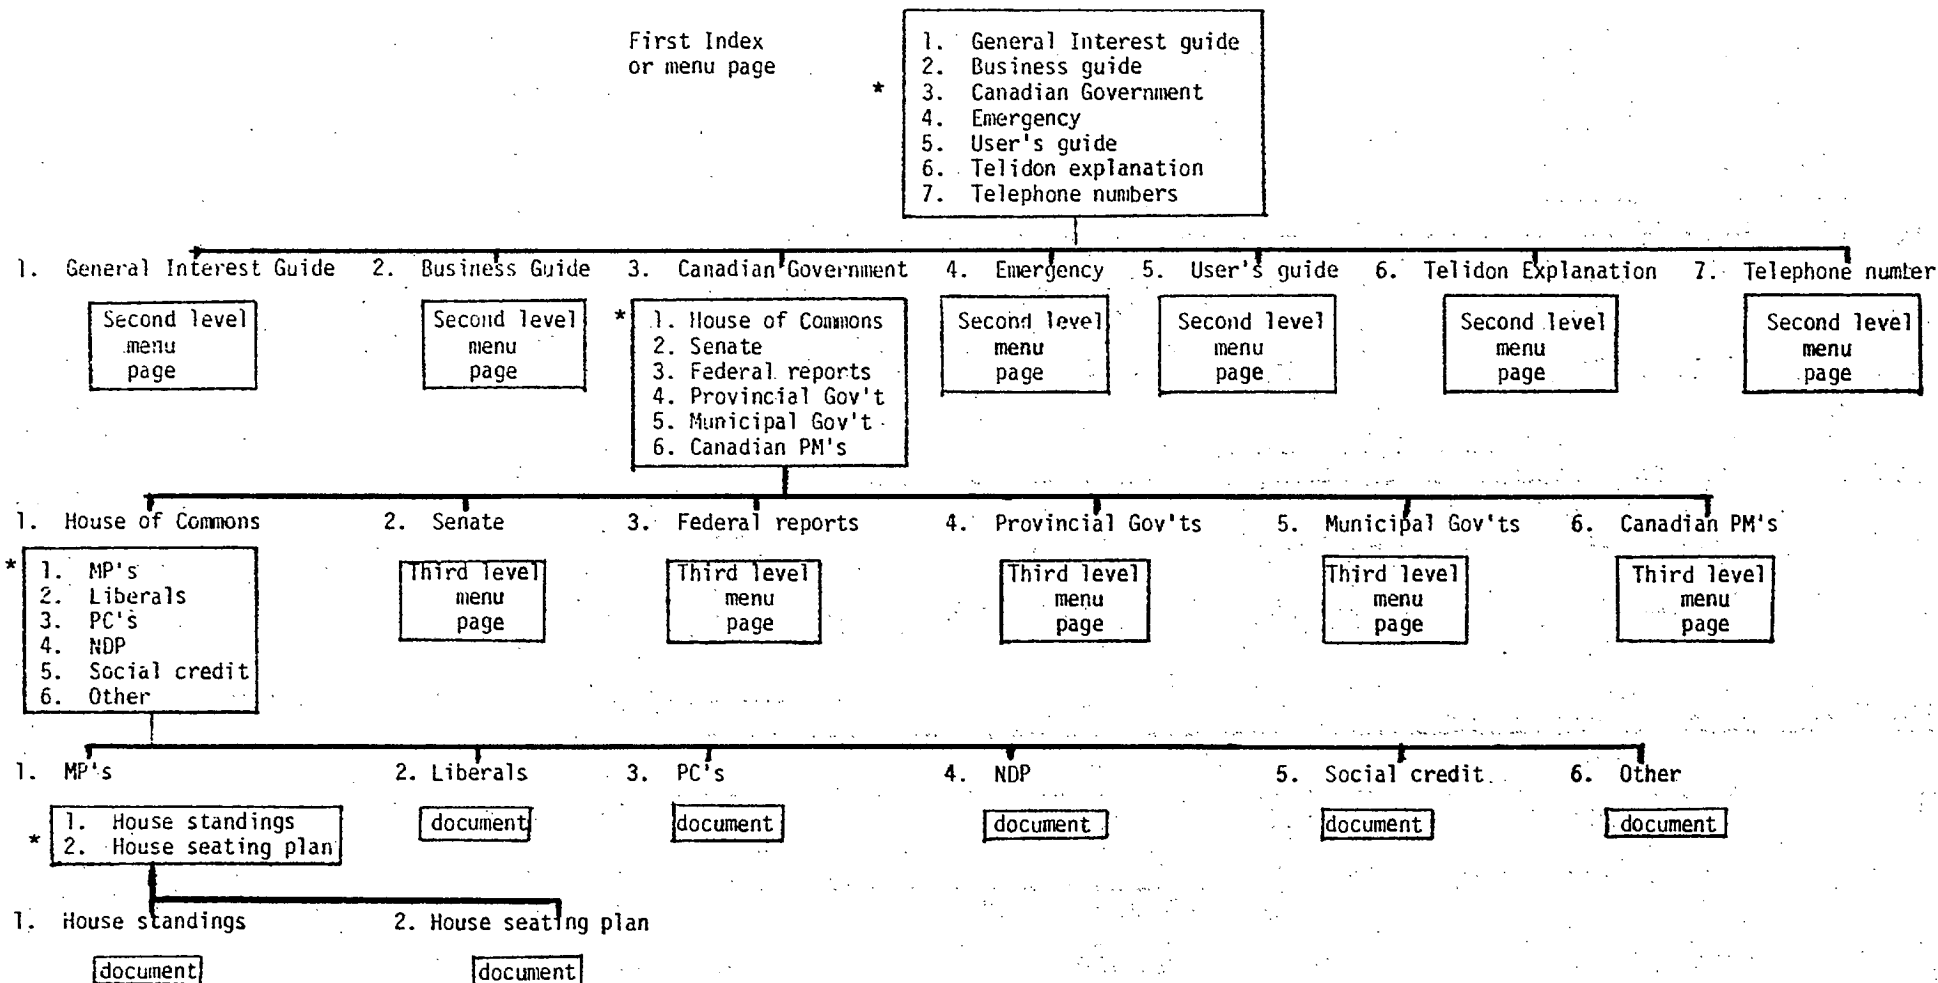 First Index
or menu page
1. General Interest guide
2. Business guide
* 3. Canadian Government
4. Emergency
5. User's guide
6. Telidon explanation
7. Telephone numbers
1. General Interest Guide 2. Business Guide 3. Canadian Government 4. Emergency 5. User's guide 6. Telidon Explanation 7. Telephone number
Second level
menu
page
Second level
menu
page
* 1. House of Commons
2. Senate
3. Federal reports
4. Provincial Gov't
5. Municipal Gov't
6. Canadian PM's
Second level
menu
page
Second level
menu
page
Second level
menu
page
Second level
menu
page
1. House of Commons 2. Senate 3. Federal reports 4. Provincial Gov'ts 5. Municipal Gov'ts 6. Canadian PM's
* 1. MP's
2. Liberals
3. PC's
4. NDP
5. Social credit
6. Other
Third level
menu
page
Third level
menu
page
Third level
menu
page
Third level
menu
page
Third level
menu
page
1. MP's 2. Liberals 3. PC's 4. NDP 5. Social credit 6. Other
1. House standings
* 2. House seating plan
document
document
document
document
document
1. House standings 2. House seating plan
document
document